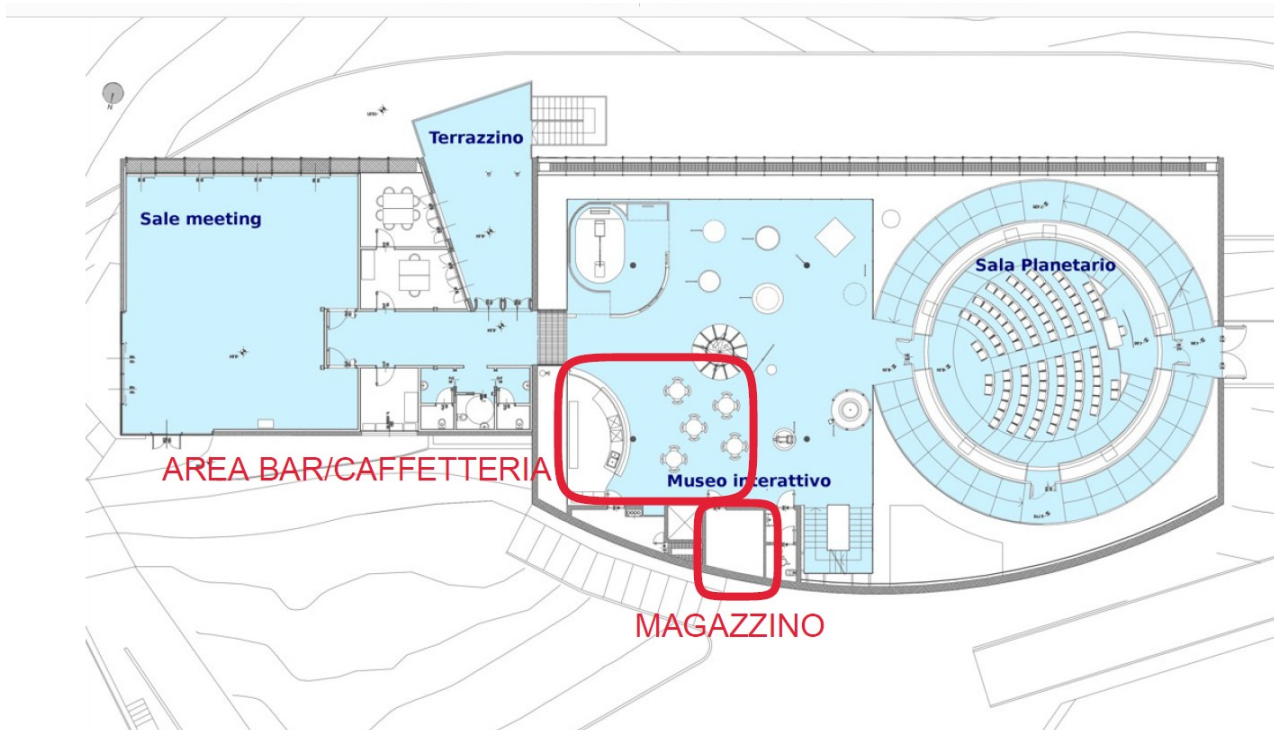 Terrazzino
Sale meeting
Sala Planetario
AREA BAR/CAFFETTERIA
Museo interattivo
MAGAZZINO
N